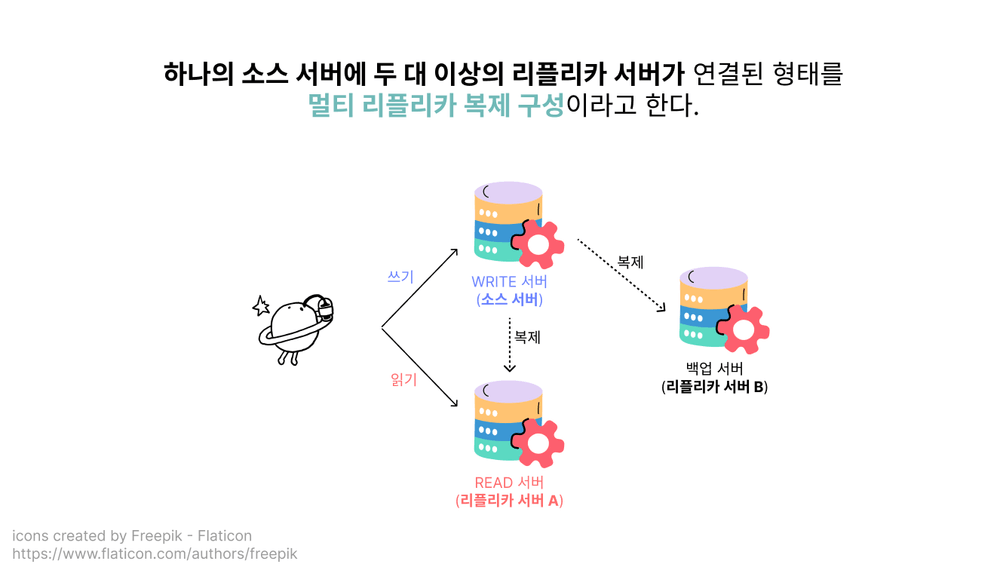 하나의 소스 서버에 두 대 이상의 리플리카 서버가 연결된 형태를
멀티 리플리카 복제 구성이라고 한다.
쓰기
WRITE 서버
(소스 서버)
복제
복제
읽기
백업 서버
(리플리카 서버 B)
READ 서버
(리플리카 서버 A)
icons created by Freepik - Flaticon
https://www.flaticon.com/authors/freepik